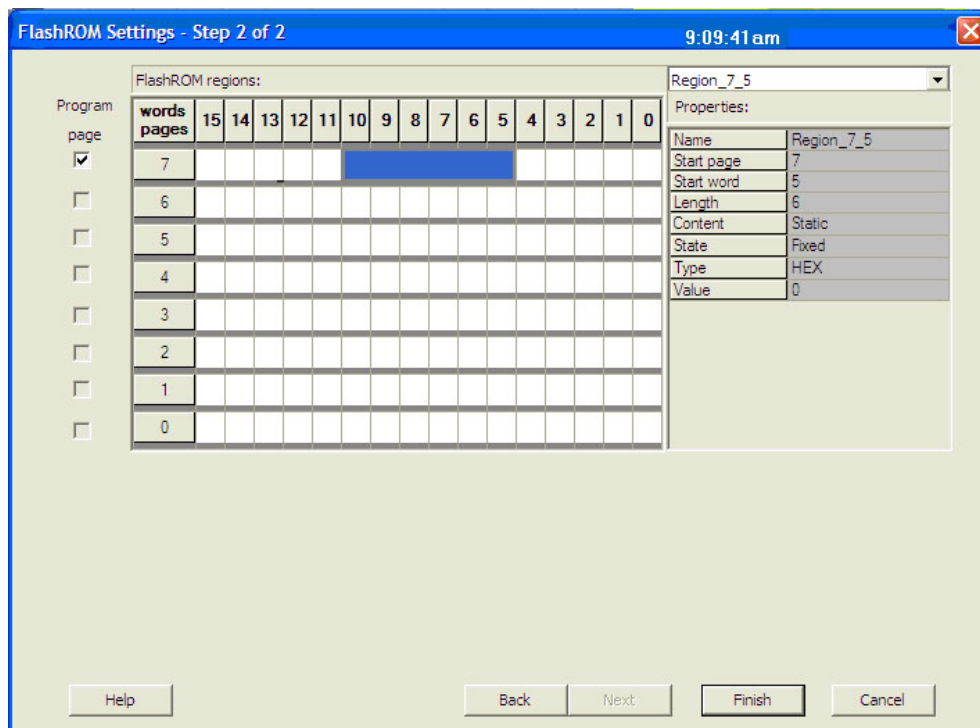 FlashROM Settings - Step 2 of 2
9:09:41am
FlashROM regions:
Region_7_5
Program page
words pages 15 14 13 12 11 10 9 8 7 6 5 4 3 2 1 0
7
6
5
4
3
2
1
0
Properties:
Name Region_7_5
Start page 7
Start word 5
Length 6
Content Static
State Fixed
Type HEX
Value 0
Help
Back
Next
Finish
Cancel